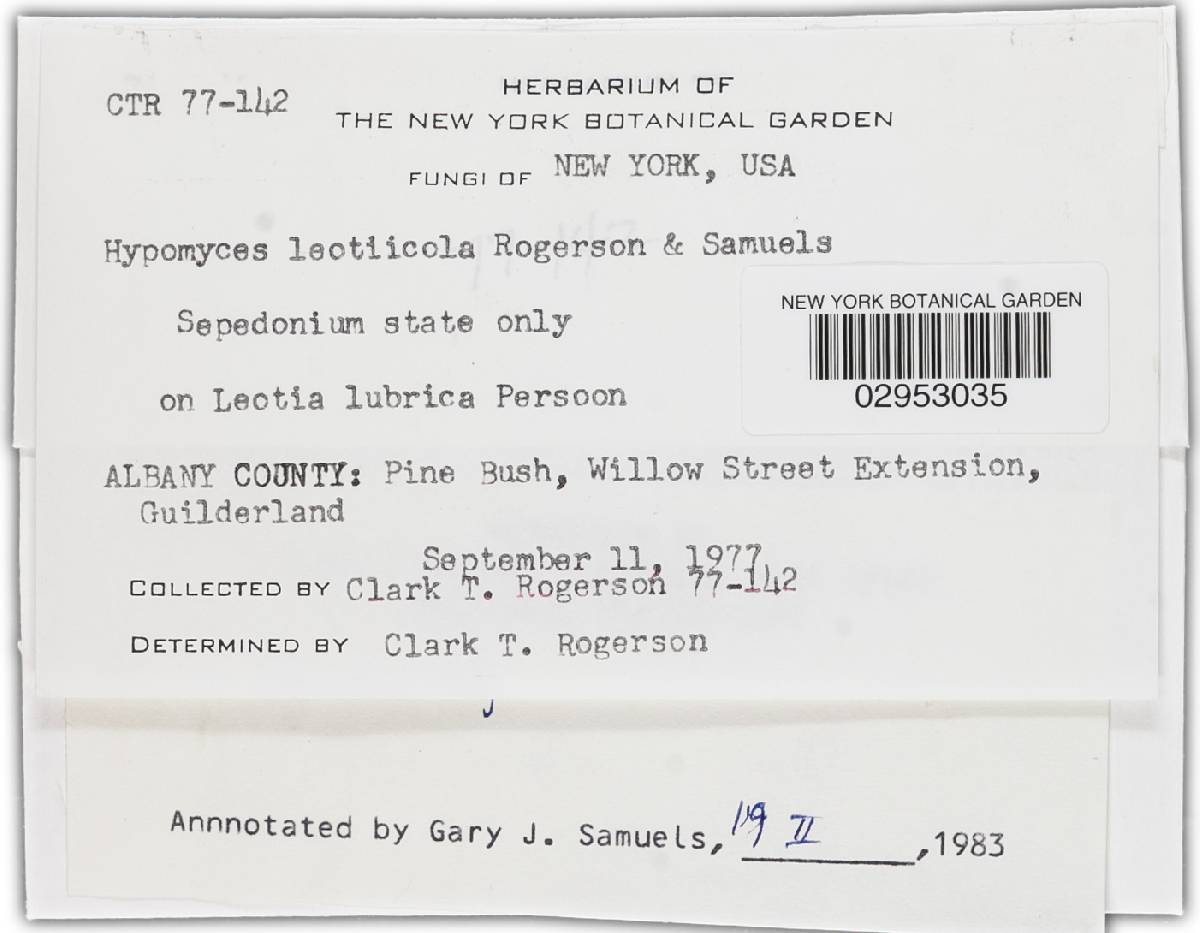 CTR 77-142
HERBARIUM OF
THE NEW YORK BOTANICAL GARDEN
FUNGI OF NEW YORK, USA
Hypomyces leotiicola Rogerson & Samuels
Sepedonium state only
on Leotia lubrica Persoon
NEW YORK BOTANICAL GARDEN
02953035
ALBANY COUNTY: Pine Bush, Willow Street Extension,
Guilderland
September 11, 1977
COLLECTED BY Clark T. Rogerson 77-142
DETERMINED BY Clark T. Rogerson
Annnotated by Gary J. Samuels, 19 II ,1983